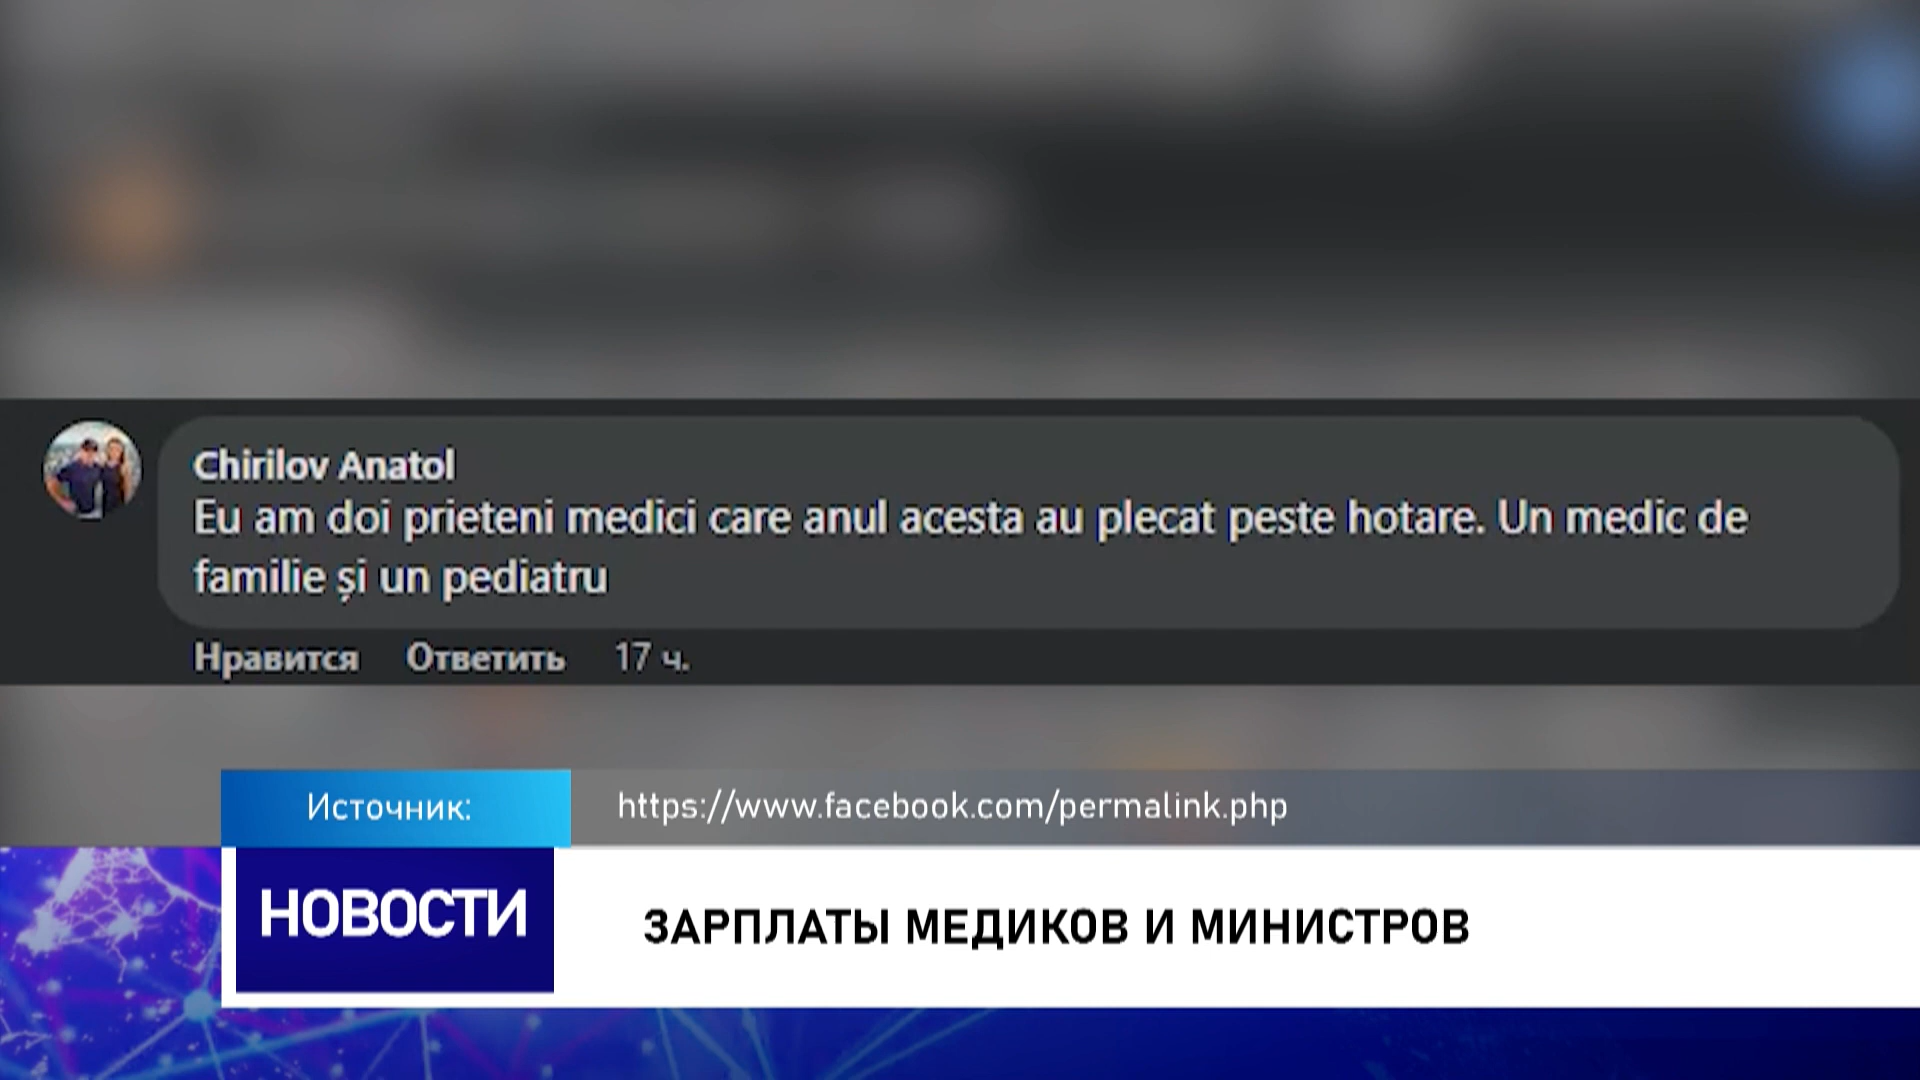 Chirilov Anatol
Eu am doi prieteni medici care anul acesta au plecat peste hotare. Un medic de
familie și un pediatru
Нравится Ответить 17 ч.
Источник: https://www.facebook.com/permalink.php
НОВОСТИ
ЗАРПЛАТЫ МЕДИКОВ И МИНИСТРОВ